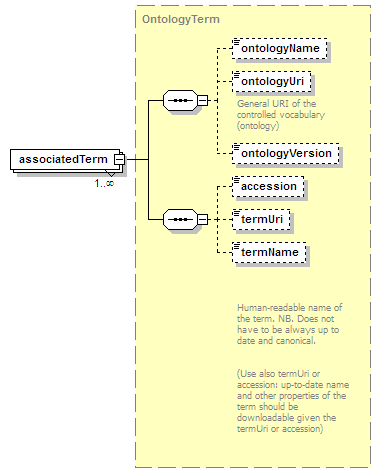 OntologyTerm
ontologyName
ontologyUri
General URI of the
controlled vocabulary
(ontology)
ontologyVersion
associatedTerm
1..∞
accession
termUri
termName
Human-readable name of
the term. NB. Does not
have to be always up to
date and canonical.
(Use also termUri or
accession: up-to-date name
and other properties of the
term should be
downloadable given the
termUri or accession)